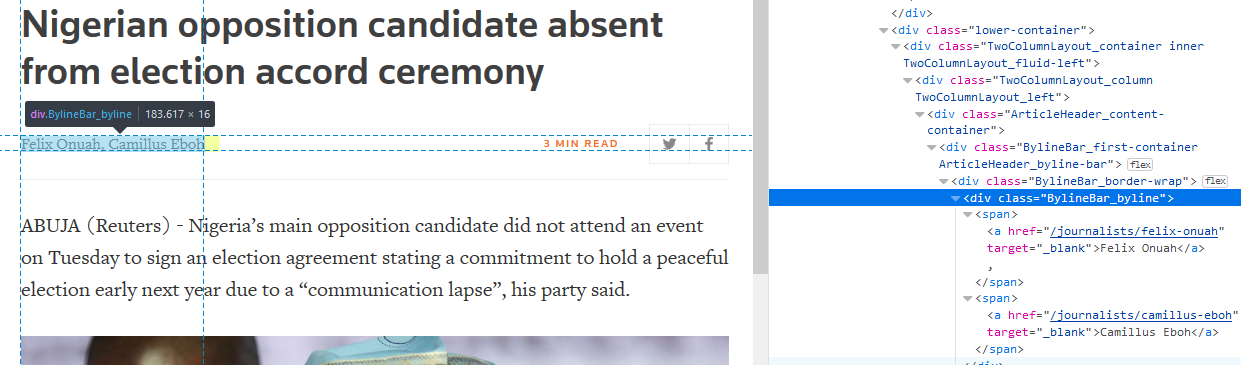 Nigerian opposition candidate absent
from election accord ceremony
div.BylineBar_byline | 183.617 × 16
Felix Onuah, Camillus Eboh
3 MIN READ
ABUJA (Reuters) - Nigeria’s main opposition candidate did not attend an event
on Tuesday to sign an election agreement stating a commitment to hold a peaceful
election early next year due to a “communication lapse”, his party said.
</div>
<div class="lower-container">
<div class="TwoColumnLayout_container inner
TwoColumnLayout_fluid-left">
<div class="TwoColumnLayout_column
TwoColumnLayout_left">
<div class="ArticleHeader_content-
container">
<div class="BylineBar_first-container
ArticleHeader_byline-bar"> flex
<div class="BylineBar_border-wrap"> flex
<div class="BylineBar_byline">
<span>
<a href="/journalists/felix-onuah"
target="_blank">Felix Onuah</a>
,
</span>
<span>
<a href="/journalists/camillus-eboh"
target="_blank">Camillus Eboh</a>
</span>